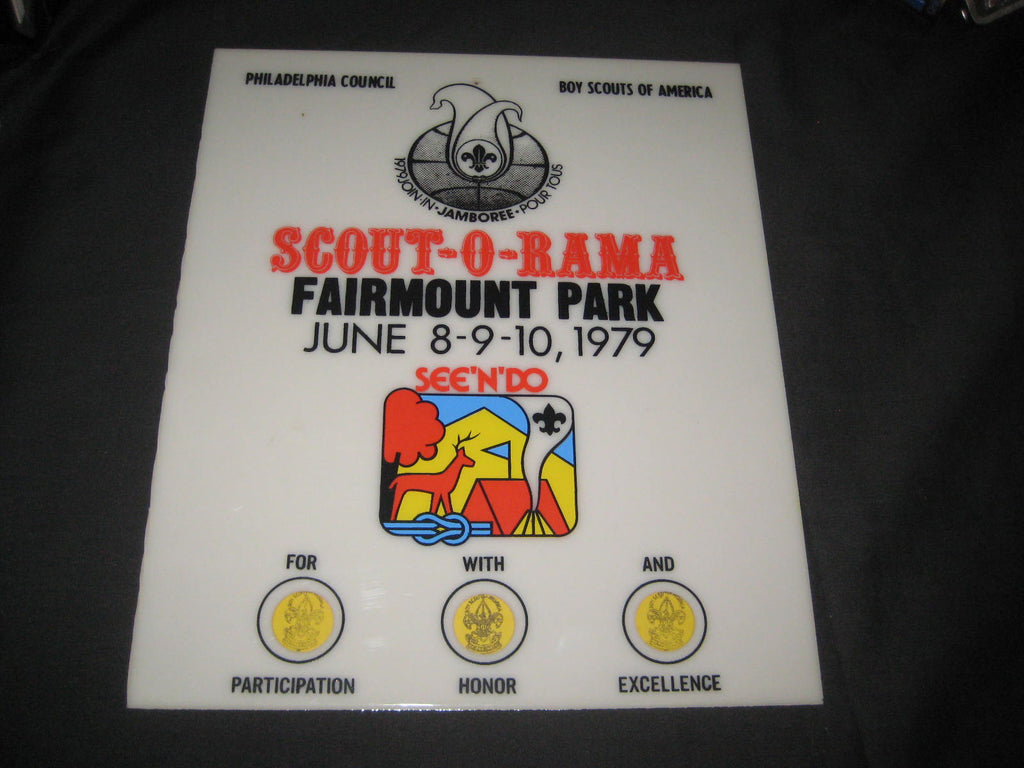 PHILADELPHIA COUNCIL
BOY SCOUTS OF AMERICA
1979 JOIN-IN-JAMBOREE-POUR TOUS
SCOUT-O-RAMA
FAIRMOUNT PARK
JUNE 8-9-10, 1979
SEE'N'DO
FOR WITH AND
PARTICIPATION HONOR EXCELLENCE